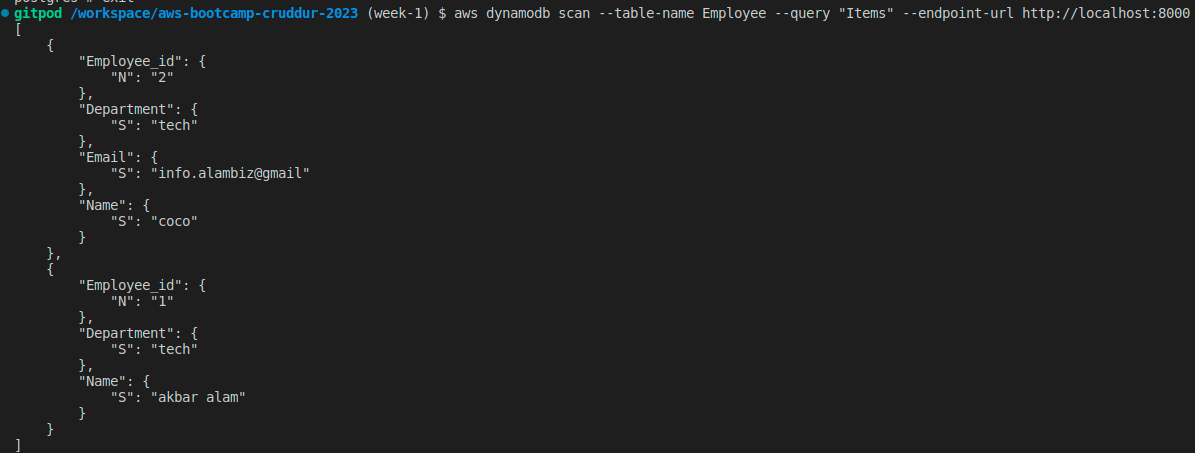 postgres # exit
gitpod /workspace/aws-bootcamp-cruddur-2023 (week-1) $ aws dynamodb scan --table-name Employee --query "Items" --endpoint-url http://localhost:8000
[
    {
        "Employee_id": {
            "N": "2"
        },
        "Department": {
            "S": "tech"
        },
        "Email": {
            "S": "info.alambiz@gmail"
        },
        "Name": {
            "S": "coco"
        }
    },
    {
        "Employee_id": {
            "N": "1"
        },
        "Department": {
            "S": "tech"
        },
        "Name": {
            "S": "akbar alam"
        }
    }
]